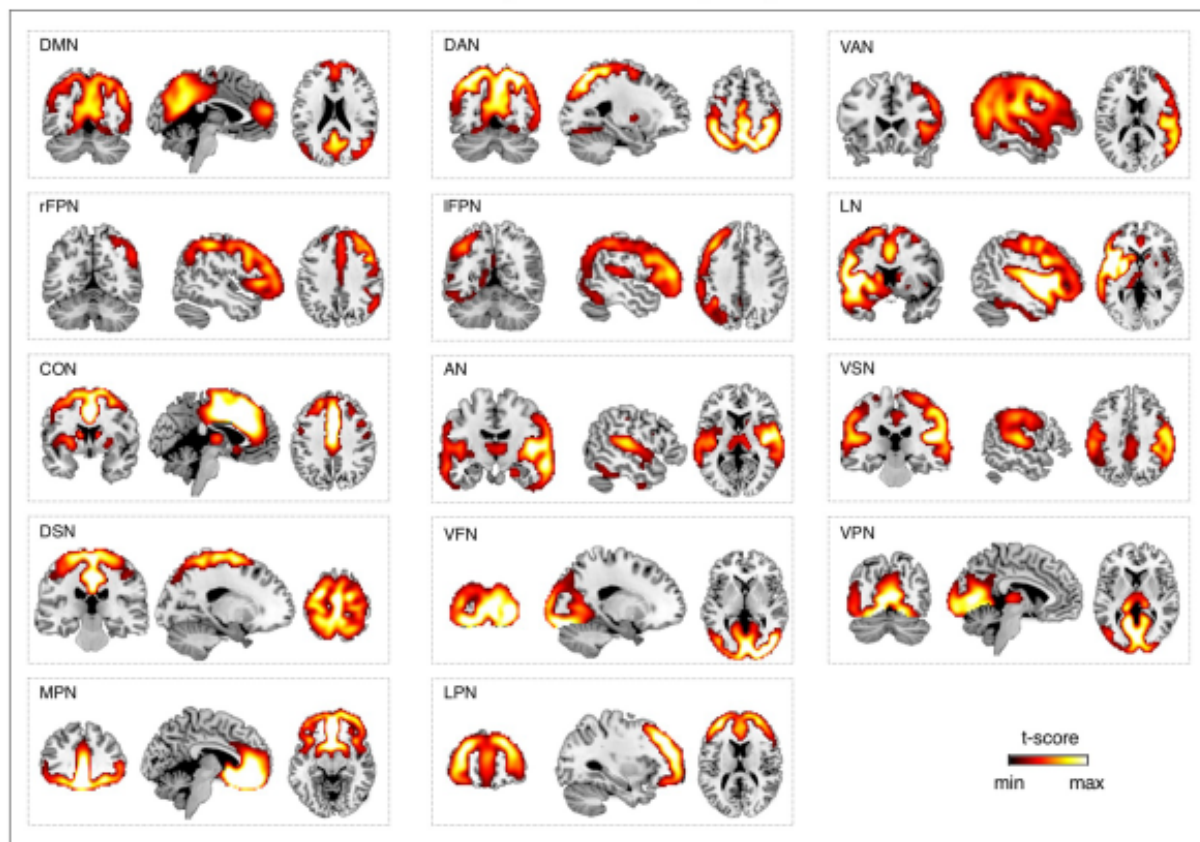 DMN
DAN
VAN
rFPN
lFPN
LN
CON
AN
VSN
DSN
VFN
VPN
MPN
LPN
t-score
min max